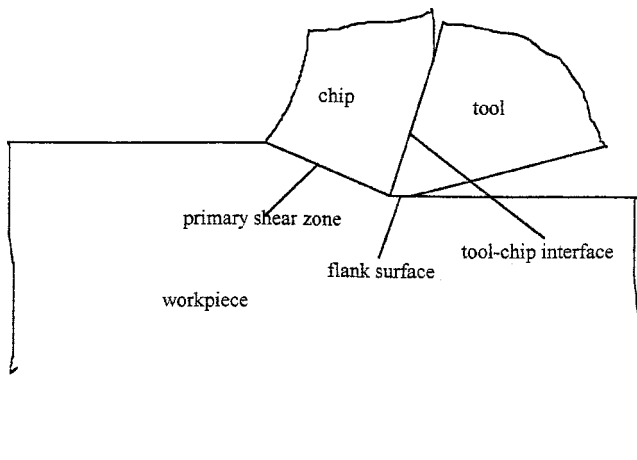 chip
tool
primary shear zone
tool-chip interface
flank surface
workpiece